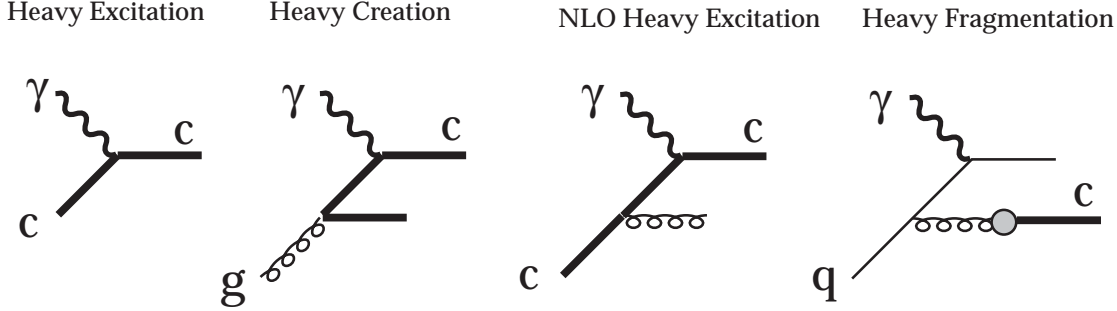 Heavy Excitation
Heavy Creation
NLO Heavy Excitation
Heavy Fragmentation
γ
c
c
γ
c
g
γ
c
c
γ
c
q